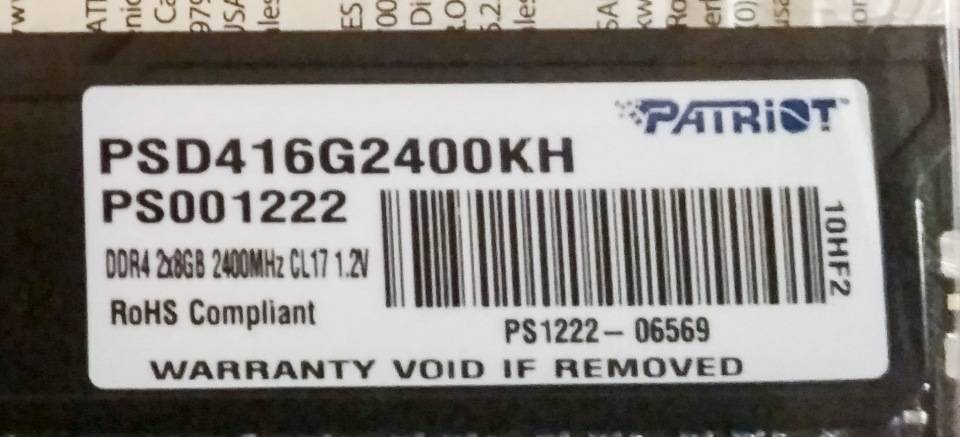 PATRiOT
PSD416G2400KH
PS001222
10HF2
DDR4 2x8GB 2400MHz CL17 1.2V
RoHS Compliant
PS1222- 06569
WARRANTY VOID IF REMOVED